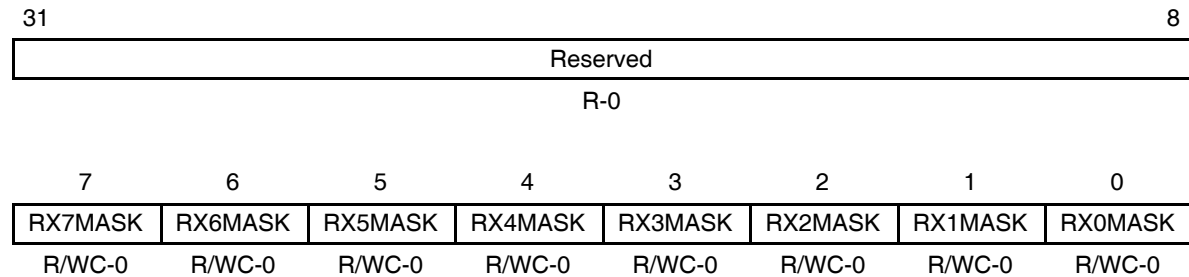 31 8
Reserved
R-0
7 6 5 4 3 2 1 0
RX7MASK RX6MASK RX5MASK RX4MASK RX3MASK RX2MASK RX1MASK RX0MASK
R/WC-0 R/WC-0 R/WC-0 R/WC-0 R/WC-0 R/WC-0 R/WC-0 R/WC-0